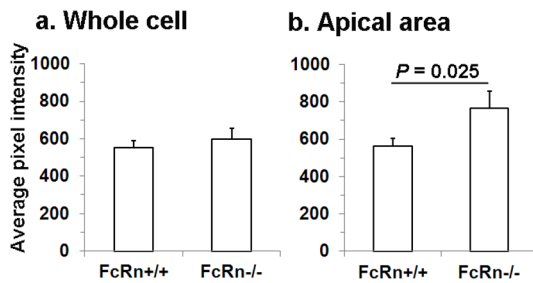 a. Whole cell
Average pixel intensity
1000
800
600
400
200
0
FcRn+/+ FcRn-/-
b. Apical area
1000
800
600
400
200
0
P = 0.025
FcRn+/+ FcRn-/-